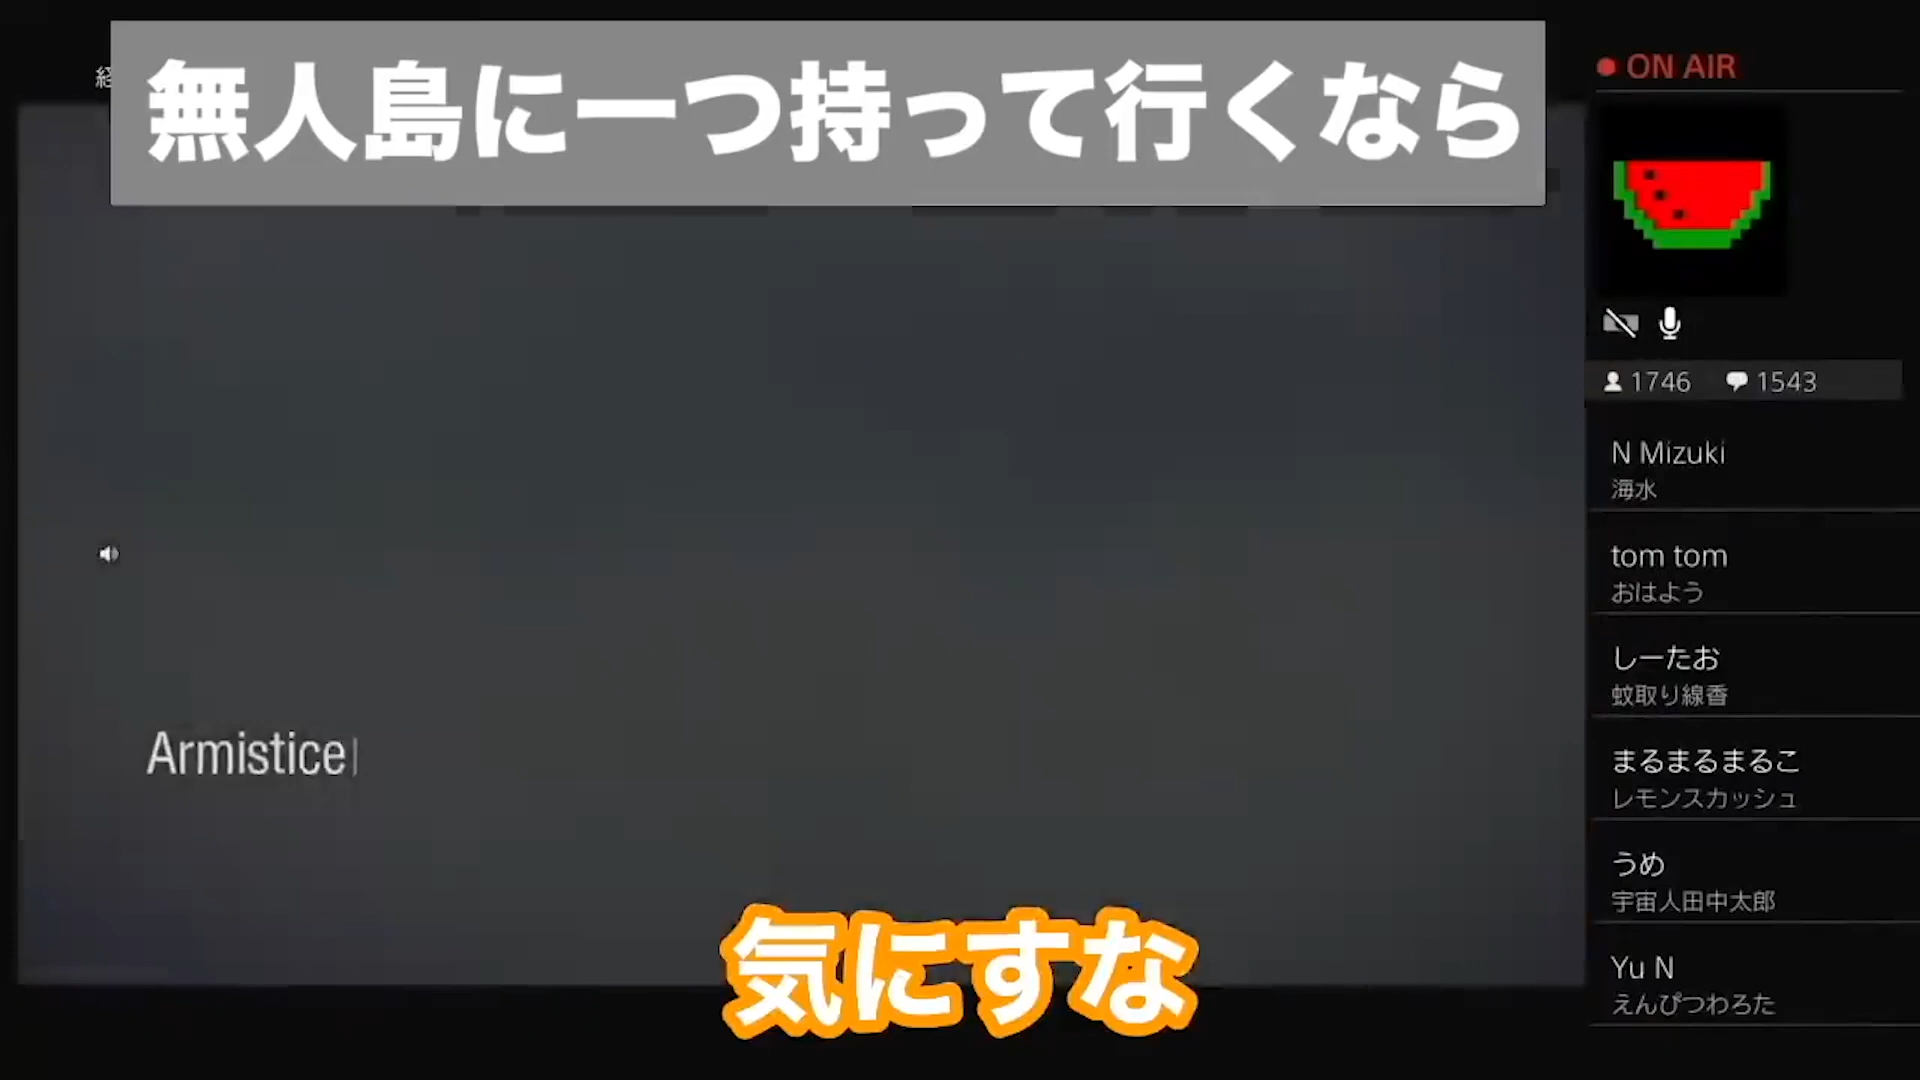 経
無人島に一つ持って行くなら
ON AIR
1746 1543
N Mizuki
海水
tom tom
おはよう
しーたお
蚊取り線香
まるまるまるこ
レモンスカッシュ
うめ
宇宙人田中太郎
Yu N
えんぴつわろた
Armistice
気にすな